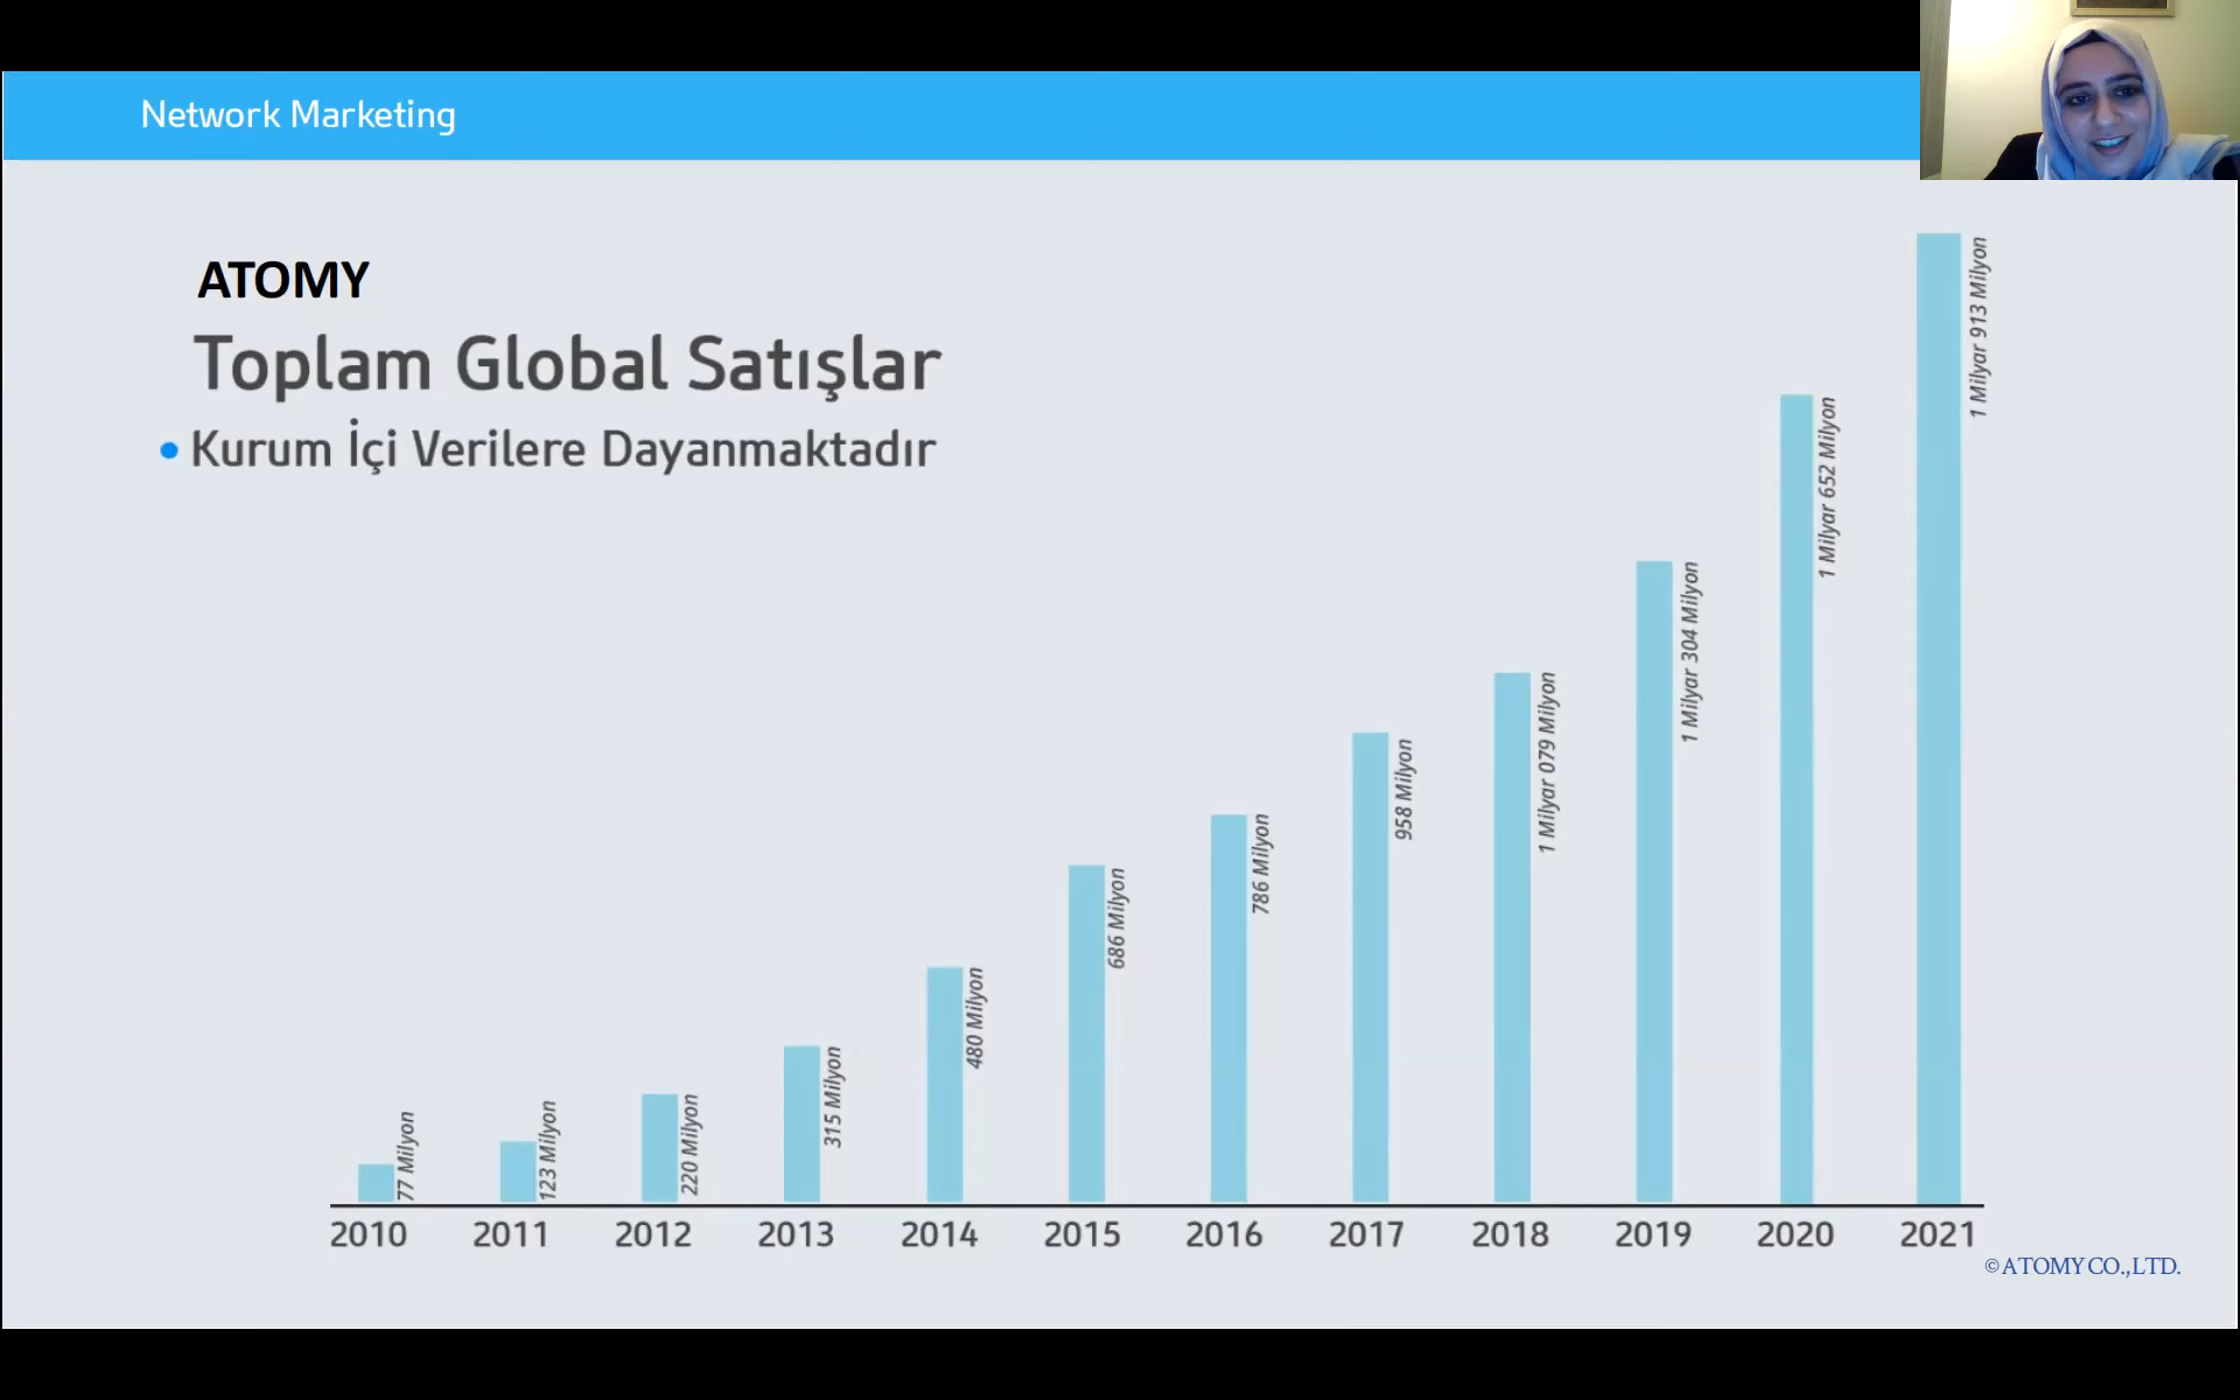 Network Marketing
ATOMY
Toplam Global Satışlar
• Kurum İçi Verilere Dayanmaktadır
77 Milyon
123 Milyon
220 Milyon
315 Milyon
480 Milyon
686 Milyon
786 Milyon
958 Milyon
1 Milyar 079 Milyon
1 Milyar 304 Milyon
1 Milyar 652 Milyon
1 Milyar 913 Milyon
2010 2011 2012 2013 2014 2015 2016 2017 2018 2019 2020 2021
©ATOMY CO.,LTD.